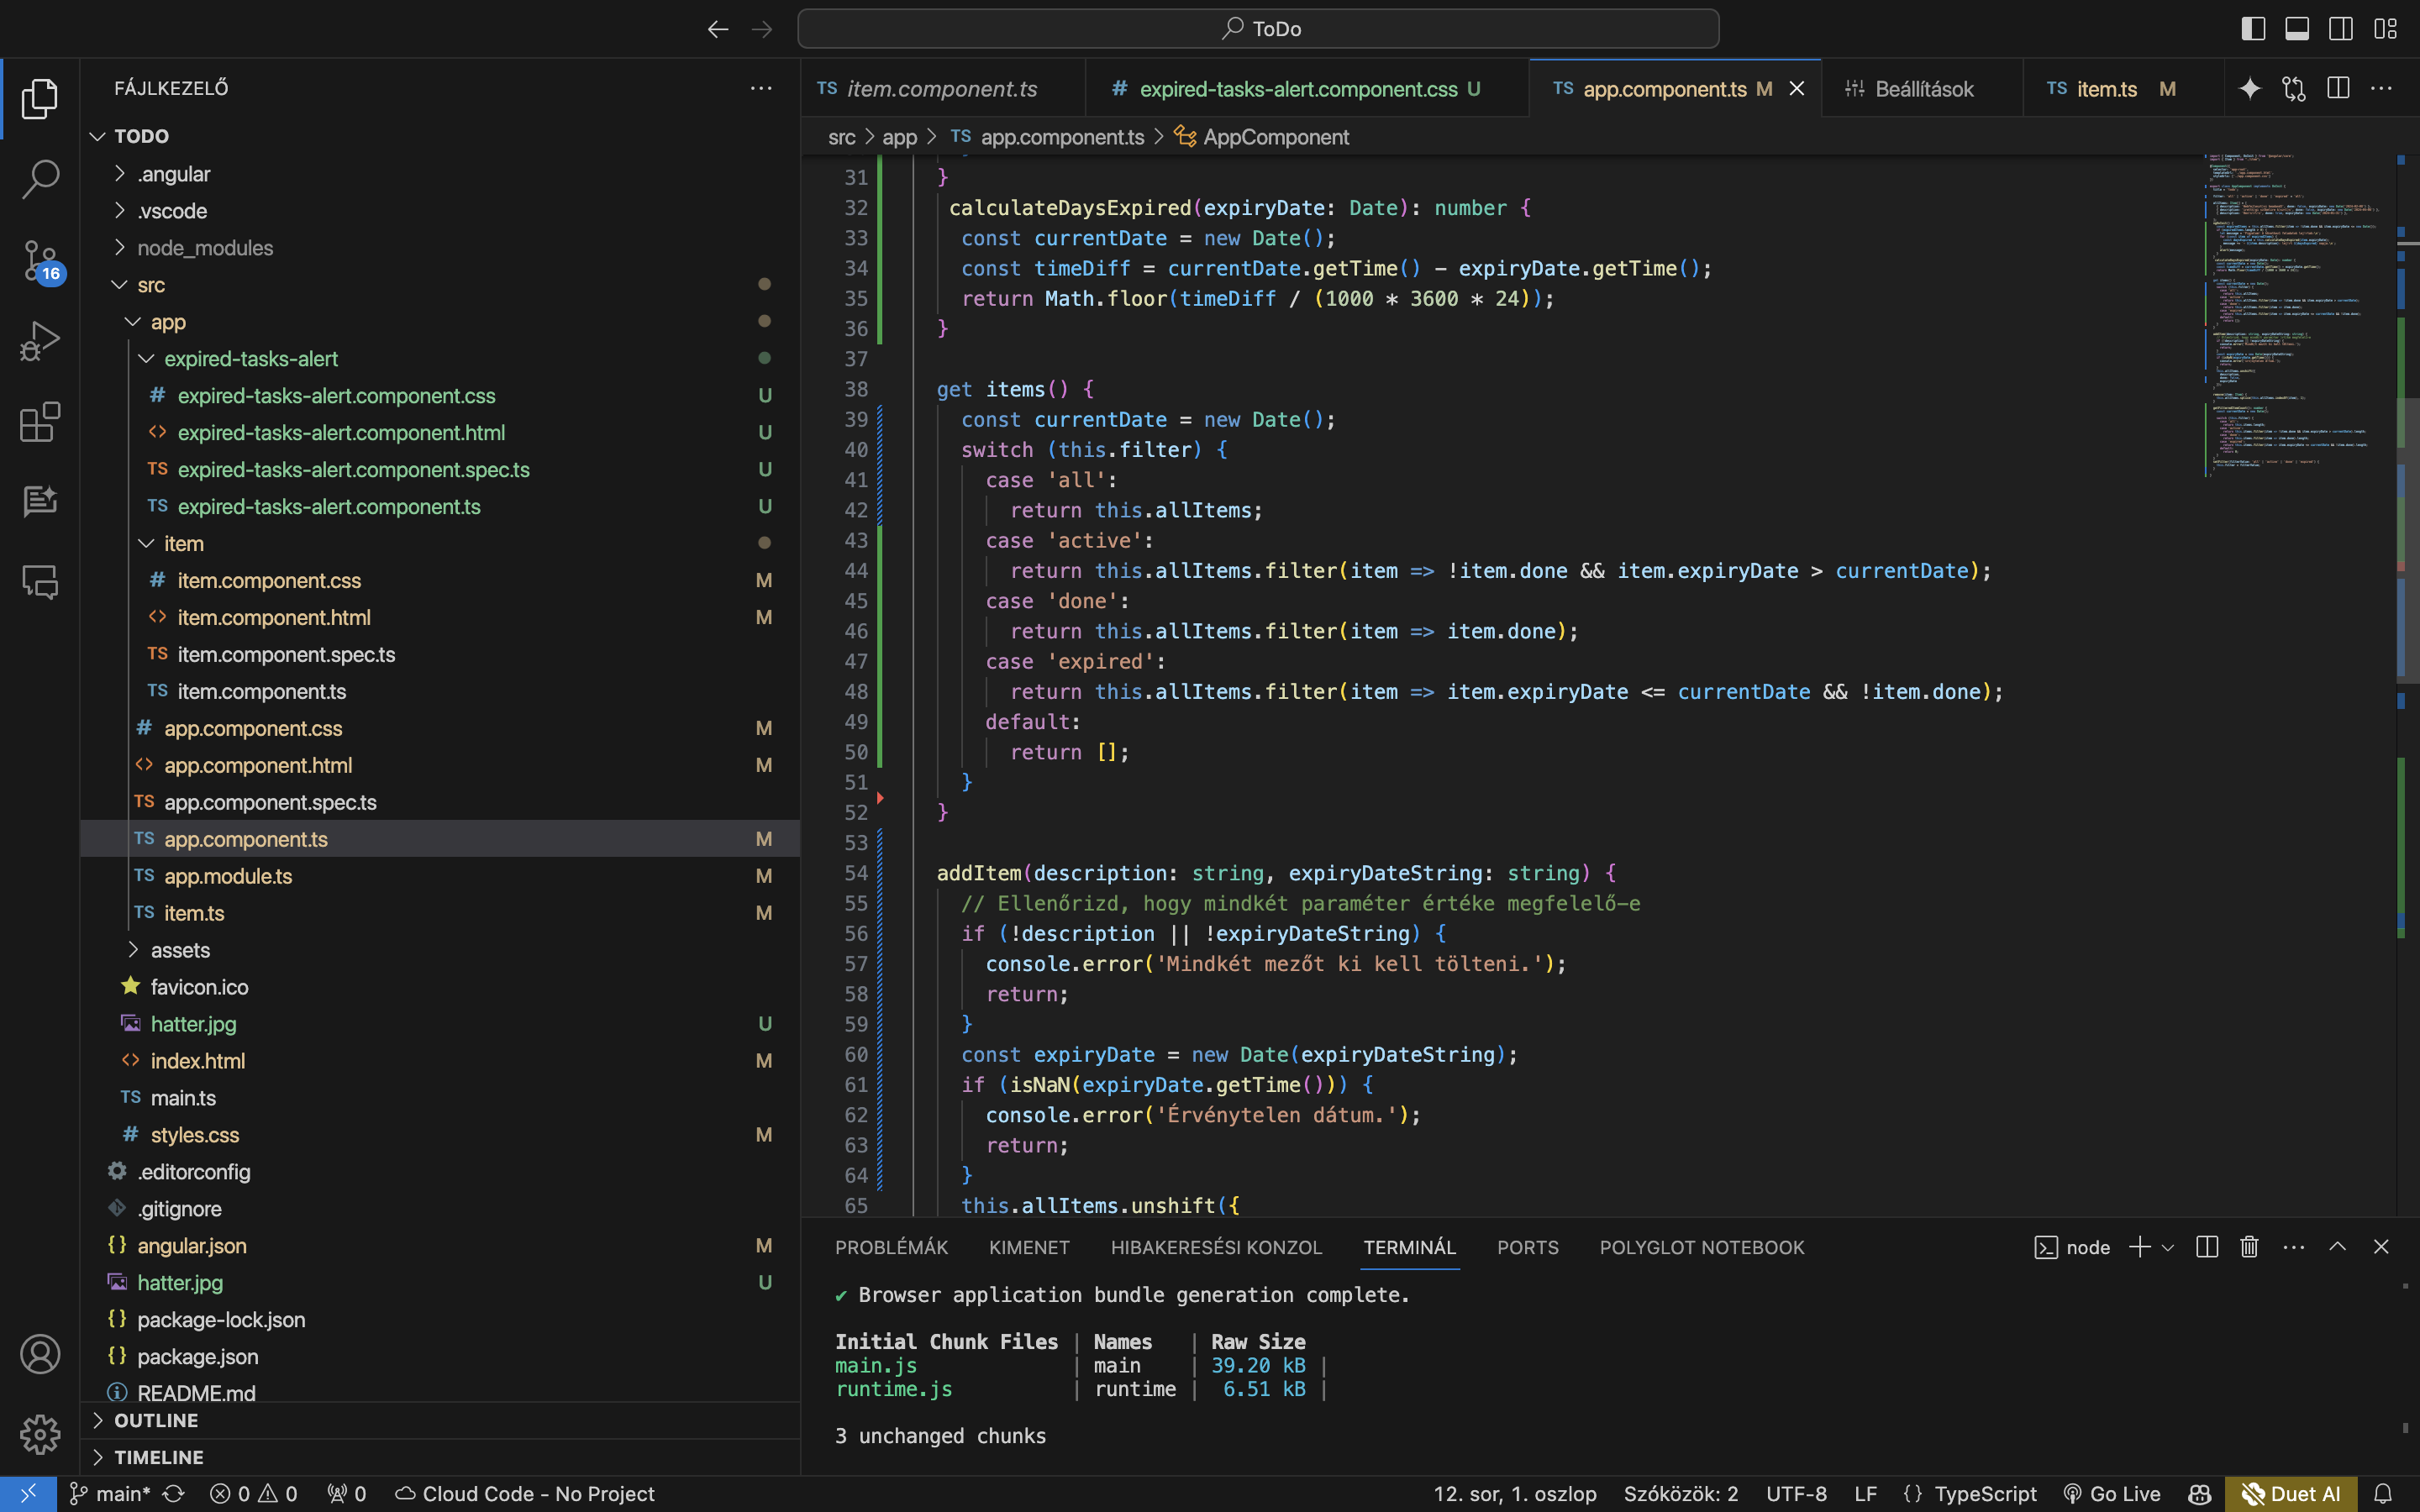 ToDo
FÁJLKEZELŐ
TODO
.angular
.vscode
node_modules
src
app
expired-tasks-alert
# expired-tasks-alert.component.css U
<> expired-tasks-alert.component.html U
TS expired-tasks-alert.component.spec.ts U
TS expired-tasks-alert.component.ts U
item
# item.component.css M
<> item.component.html M
TS item.component.spec.ts
TS item.component.ts
# app.component.css M
<> app.component.html M
TS app.component.spec.ts
TS app.component.ts M
TS app.module.ts M
TS item.ts M
assets
favicon.ico
hatter.jpg U
<> index.html M
TS main.ts
# styles.css M
.editorconfig
.gitignore
{} angular.json M
hatter.jpg U
{} package-lock.json
{} package.json
README.md
OUTLINE
TIMELINE
16
TS item.component.ts # expired-tasks-alert.component.css U TS app.component.ts M Beállítások TS item.ts M
src > app > TS app.component.ts > AppComponent
31 }
32 calculateDaysExpired(expiryDate: Date): number {
33 const currentDate = new Date();
34 const timeDiff = currentDate.getTime() - expiryDate.getTime();
35 return Math.floor(timeDiff / (1000 * 3600 * 24));
36 }
37
38 get items() {
39 const currentDate = new Date();
40 switch (this.filter) {
41 case 'all':
42 return this.allItems;
43 case 'active':
44 return this.allItems.filter(item => !item.done && item.expiryDate > currentDate);
45 case 'done':
46 return this.allItems.filter(item => item.done);
47 case 'expired':
48 return this.allItems.filter(item => item.expiryDate <= currentDate && !item.done);
49 default:
50 return [];
51 }
52 }
53
54 addItem(description: string, expiryDateString: string) {
55 // Ellenőrizd, hogy mindkét paraméter értéke megfelelő-e
56 if (!description || !expiryDateString) {
57 console.error('Mindkét mezőt ki kell tölteni.');
58 return;
59 }
60 const expiryDate = new Date(expiryDateString);
61 if (isNaN(expiryDate.getTime())) {
62 console.error('Érvénytelen dátum.');
63 return;
64 }
65 this.allItems.unshift({
PROBLÉMÁK KIMENET HIBAKERESÉSI KONZOL TERMINÁL PORTS POLYGLOT NOTEBOOK node
✔ Browser application bundle generation complete.
Initial Chunk Files | Names | Raw Size
main.js | main | 39.20 kB |
runtime.js | runtime | 6.51 kB |
3 unchanged chunks
main* 0 0 0 Cloud Code - No Project 12. sor, 1. oszlop Szóközök: 2 UTF-8 LF {} TypeScript Go Live Duet AI